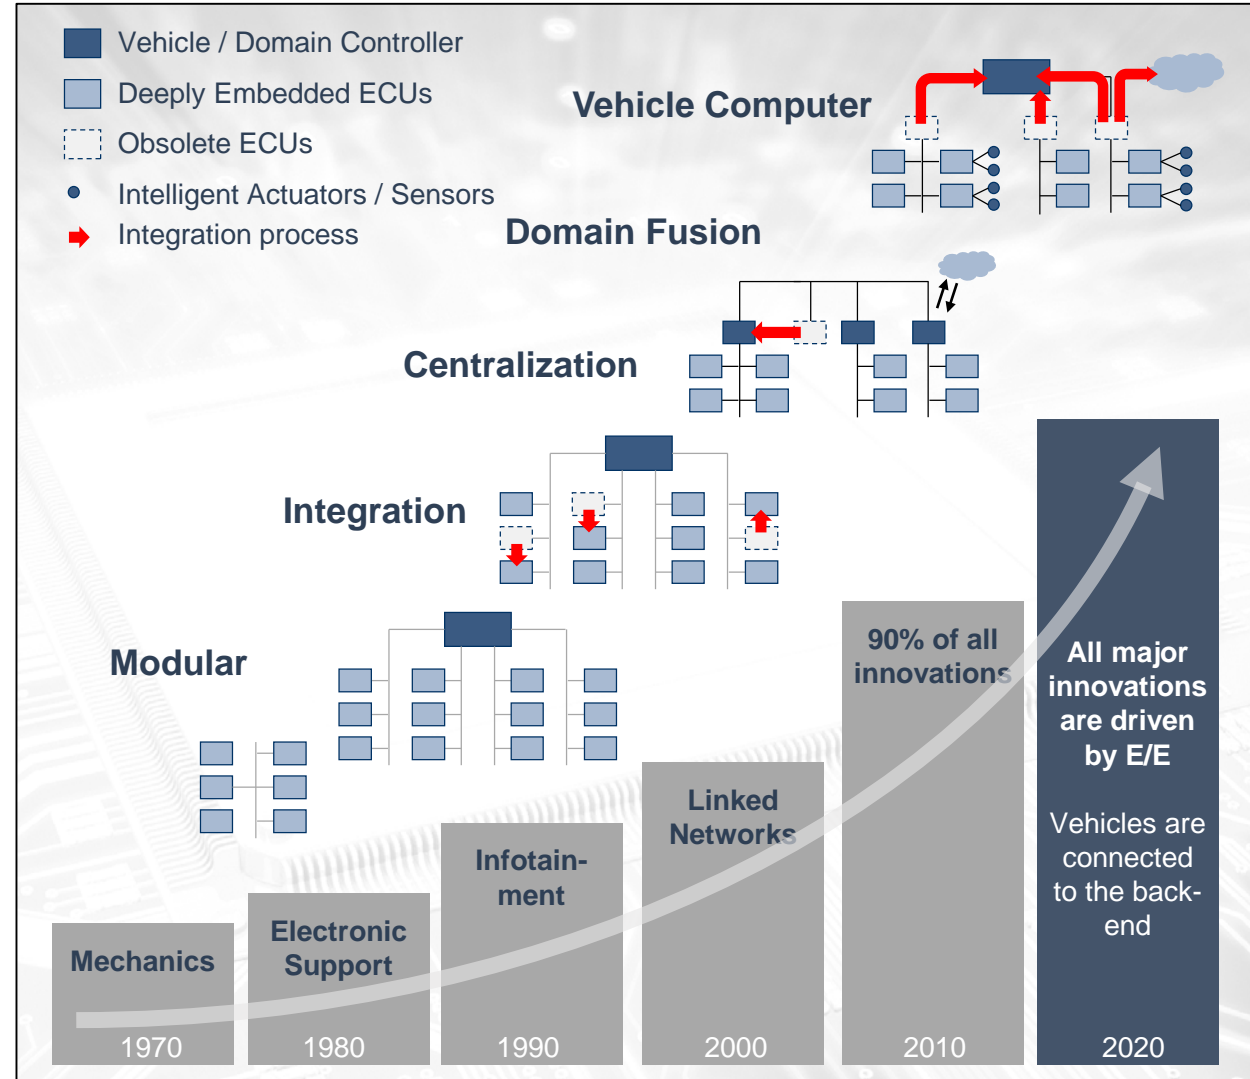 Vehicle / Domain Controller
Deeply Embedded ECUs
Obsolete ECUs
Intelligent Actuators / Sensors
Integration process
Vehicle Computer
Domain Fusion
Centralization
Integration
Modular
Mechanics
1970
Electronic
Support
1980
Infotain-
ment
1990
Linked
Networks
2000
90% of all
innovations
2010
All major
innovations
are driven
by E/E
Vehicles are
connected
to the back-
end
2020